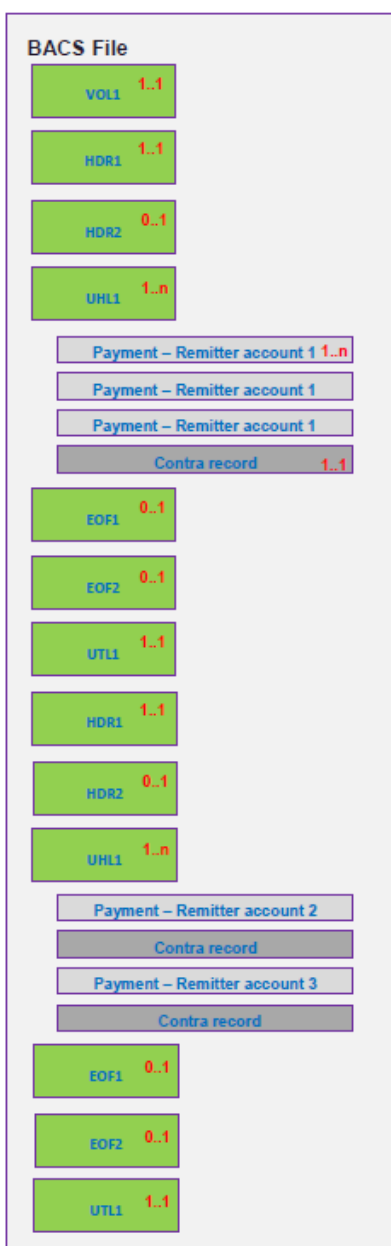 BACS File
VOL1 1..1
HDR1 1..1
HDR2 0..1
UHL1 1..n
Payment – Remitter account 1 1..n
Payment – Remitter account 1
Payment – Remitter account 1
Contra record 1..1
EOF1 0..1
EOF2 0..1
UTL1 1..1
HDR1 1..1
HDR2 0..1
UHL1 1..n
Payment – Remitter account 2
Contra record
Payment – Remitter account 3
Contra record
EOF1 0..1
EOF2 0..1
UTL1 1..1